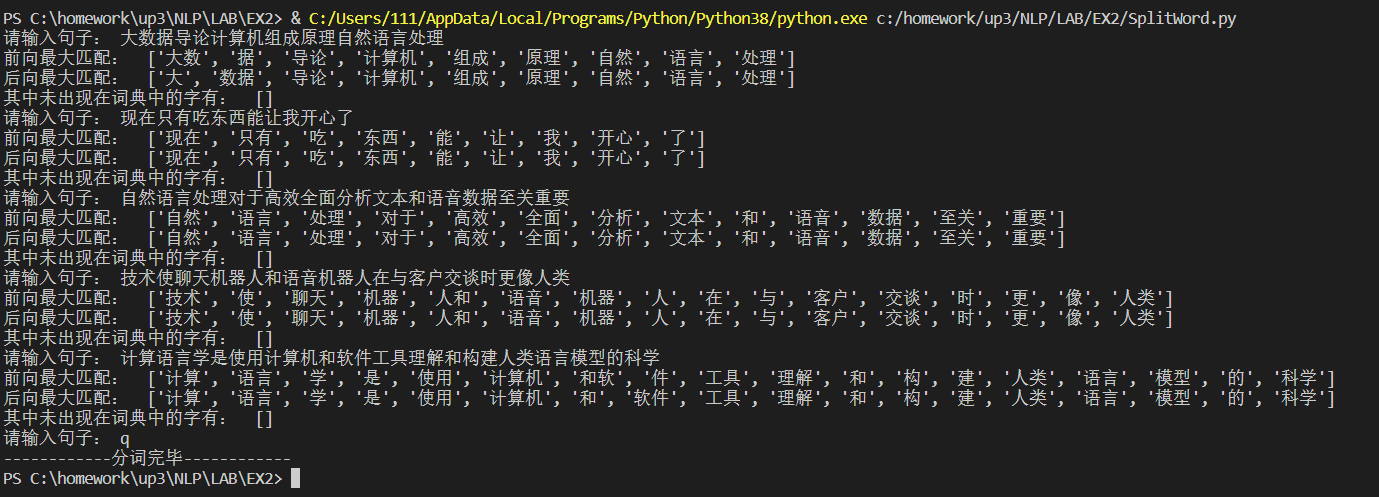 PS C:\homework\up3\NLP\LAB\EX2> & C:/Users/111/AppData/Local/Programs/Python/Python38/python.exe c:/homework/up3/NLP/LAB/EX2/SplitWord.py
请输入句子： 大数据导论计算机组成原理自然语言处理
前向最大匹配： ['大数', '据', '导论', '计算机', '组成', '原理', '自然', '语言', '处理']
后向最大匹配： ['大', '数据', '导论', '计算机', '组成', '原理', '自然', '语言', '处理']
其中未出现在词典中的字有： []
请输入句子： 现在只有吃东西能让我开心了
前向最大匹配： ['现在', '只有', '吃', '东西', '能', '让', '我', '开心', '了']
后向最大匹配： ['现在', '只有', '吃', '东西', '能', '让', '我', '开心', '了']
其中未出现在词典中的字有： []
请输入句子： 自然语言处理对于高效全面分析文本和语音数据至关重要
前向最大匹配： ['自然', '语言', '处理', '对于', '高效', '全面', '分析', '文本', '和', '语音', '数据', '至关', '重要']
后向最大匹配： ['自然', '语言', '处理', '对于', '高效', '全面', '分析', '文本', '和', '语音', '数据', '至关', '重要']
其中未出现在词典中的字有： []
请输入句子： 技术使聊天机器人和语音机器人在与客户交谈时更像人类
前向最大匹配： ['技术', '使', '聊天', '机器', '人和', '语音', '机器', '人', '在', '与', '客户', '交谈', '时', '更', '像', '人类']
后向最大匹配： ['技术', '使', '聊天', '机器', '人和', '语音', '机器', '人', '在', '与', '客户', '交谈', '时', '更', '像', '人类']
其中未出现在词典中的字有： []
请输入句子： 计算语言学是使用计算机和软件工具理解和构建人类语言模型的科学
前向最大匹配： ['计算', '语言', '学', '是', '使用', '计算机', '和软', '件', '工具', '理解', '和', '构', '建', '人类', '语言', '模型', '的', '科学']
后向最大匹配： ['计算', '语言', '学', '是', '使用', '计算机', '和', '软件', '工具', '理解', '和', '构', '建', '人类', '语言', '模型', '的', '科学']
其中未出现在词典中的字有： []
请输入句子： q
------------分词完毕------------
PS C:\homework\up3\NLP\LAB\EX2>